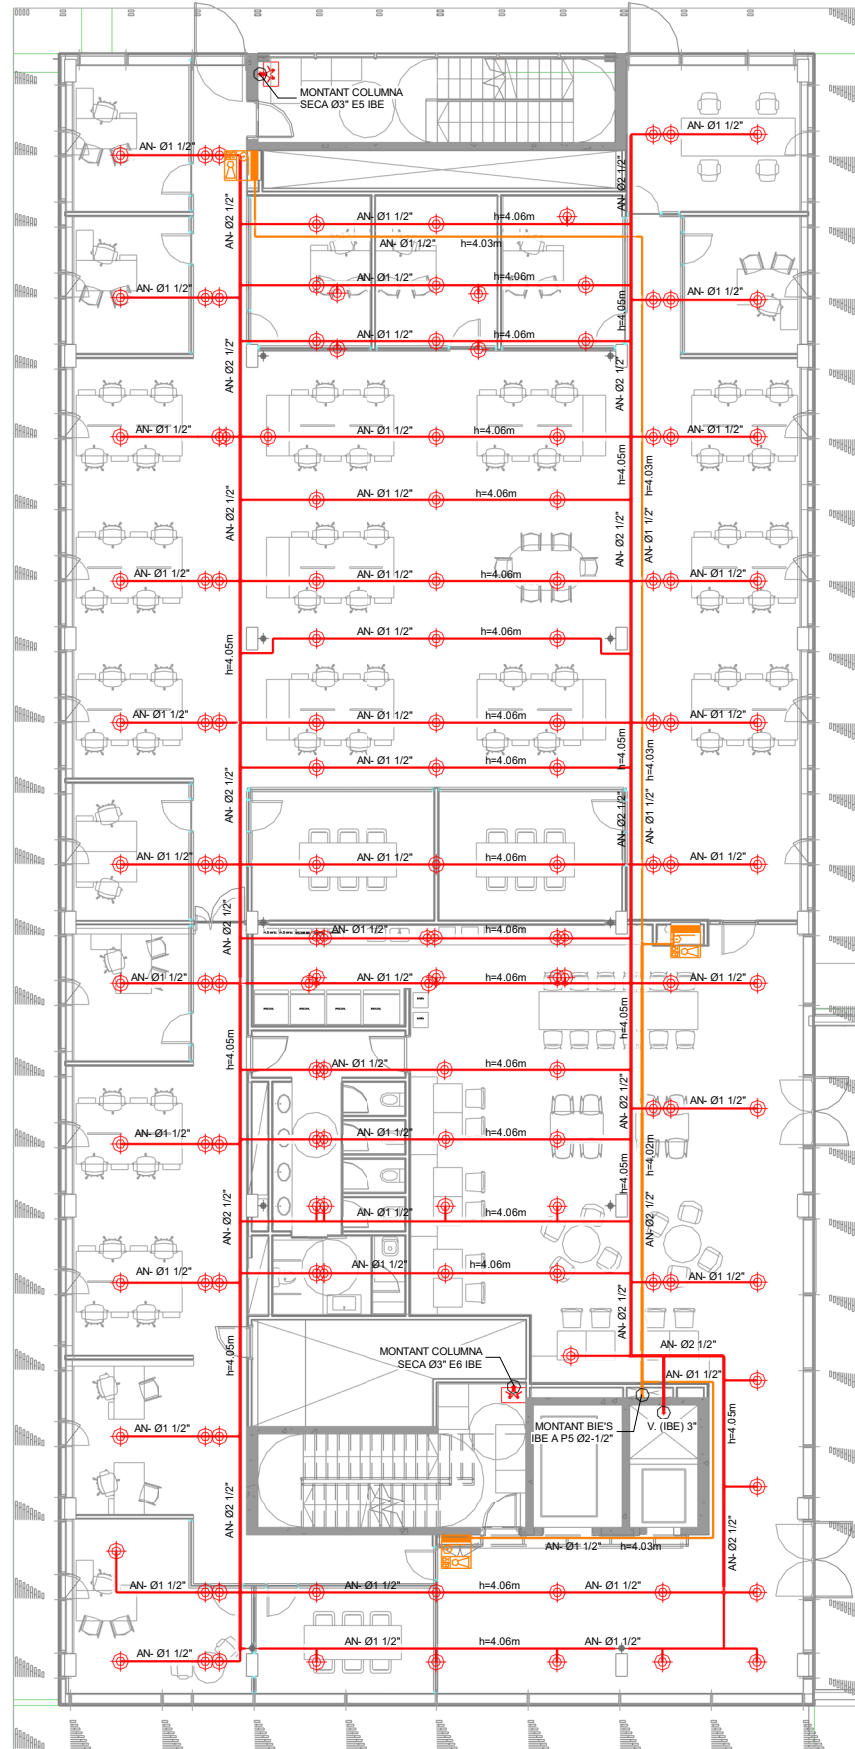 MONTANT COLUMNA
SECA Ø3" E5 IBE
AN- Ø1 1/2"
AN- Ø1 1/2"
AN- Ø2 1/2"
AN- Ø2 1/2"
AN- Ø1 1/2"
h=4.06m
AN- Ø1 1/2"
h=4.03m
AN- Ø1 1/2"
h=4.06m
AN- Ø1 1/2"
AN- Ø1 1/2"
h=4.05m
AN- Ø1 1/2"
h=4.06m
AN- Ø2 1/2"
AN- Ø2 1/2"
AN- Ø1 1/2"
AN- Ø1 1/2"
h=4.06m
AN- Ø1 1/2"
h=4.05m
h=4.03m
AN- Ø2 1/2"
AN- Ø1 1/2"
h=4.06m
AN- Ø2 1/2"
AN- Ø1 1/2"
AN- Ø1 1/2"
AN- Ø1 1/2"
h=4.06m
AN- Ø1 1/2"
h=4.05m
AN- Ø1 1/2"
h=4.06m
AN- Ø1 1/2"
AN- Ø1 1/2"
h=4.06m
AN- Ø1 1/2"
h=4.05m
h=4.03m
AN- Ø1 1/2"
h=4.06m
AN- Ø2 1/2"
AN- Ø2 1/2"
AN- Ø1 1/2"
AN- Ø1 1/2"
AN- Ø1 1/2"
h=4.06m
AN- Ø1 1/2"
AN- Ø2 1/2"
AN- Ø1 1/2"
h=4.06m
AN- Ø1 1/2"
AN- Ø1 1/2"
h=4.06m
AN- Ø1 1/2"
h=4.05m
h=4.05m
AN- Ø1 1/2"
h=4.06m
AN- Ø2 1/2"
AN- Ø1 1/2"
AN- Ø1 1/2"
AN- Ø1 1/2"
h=4.06m
h=4.02m
h=4.05m
AN- Ø2 1/2"
AN- Ø1 1/2"
h=4.06m
AN- Ø2 1/2"
AN- Ø1 1/2"
AN- Ø1 1/2"
h=4.06m
AN- Ø1 1/2"
AN- Ø2 1/2"
h=4.05m
AN- Ø2 1/2"
MONTANT COLUMNA
SECA Ø3" E6 IBE
AN- Ø1 1/2"
h=4.05m
MONTANT BIE'S
IBE A P5 Ø2-1/2"
V. (IBE) 3"
AN- Ø1 1/2"
AN- Ø2 1/2"
AN- Ø1 1/2"
h=4.03m
AN- Ø2 1/2"
AN- Ø1 1/2"
AN- Ø1 1/2"
h=4.06m
AN- Ø1 1/2"
AN- Ø1 1/2"
h=4.06m
AN- Ø1 1/2"
AN- Ø1 1/2"